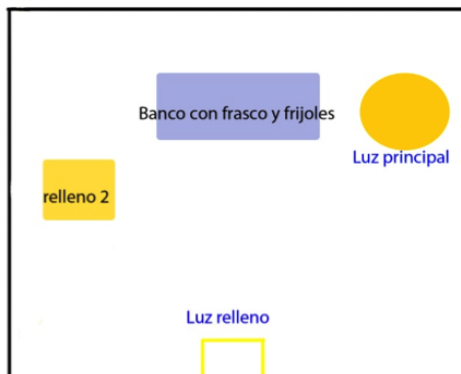 Banco con frasco y frijoles
Luz principal
relleno 2
Luz relleno